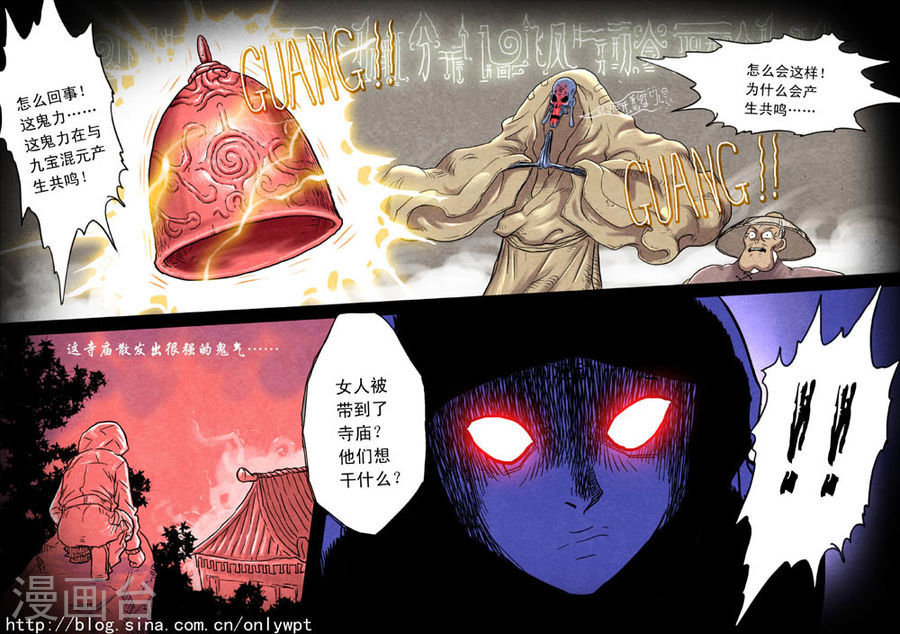 怎么回事！
这鬼力……
这鬼力在与
九宝混元产
生共鸣！
GUANG!!
怎么会这样！
为什么会产
生共鸣……
GUANG!!
这寺庙散发出很强的鬼气……
女人被
带到了
寺庙？
他们想
干什么？
!!
漫画台
http://blog.sina.com.cn/onlywpt